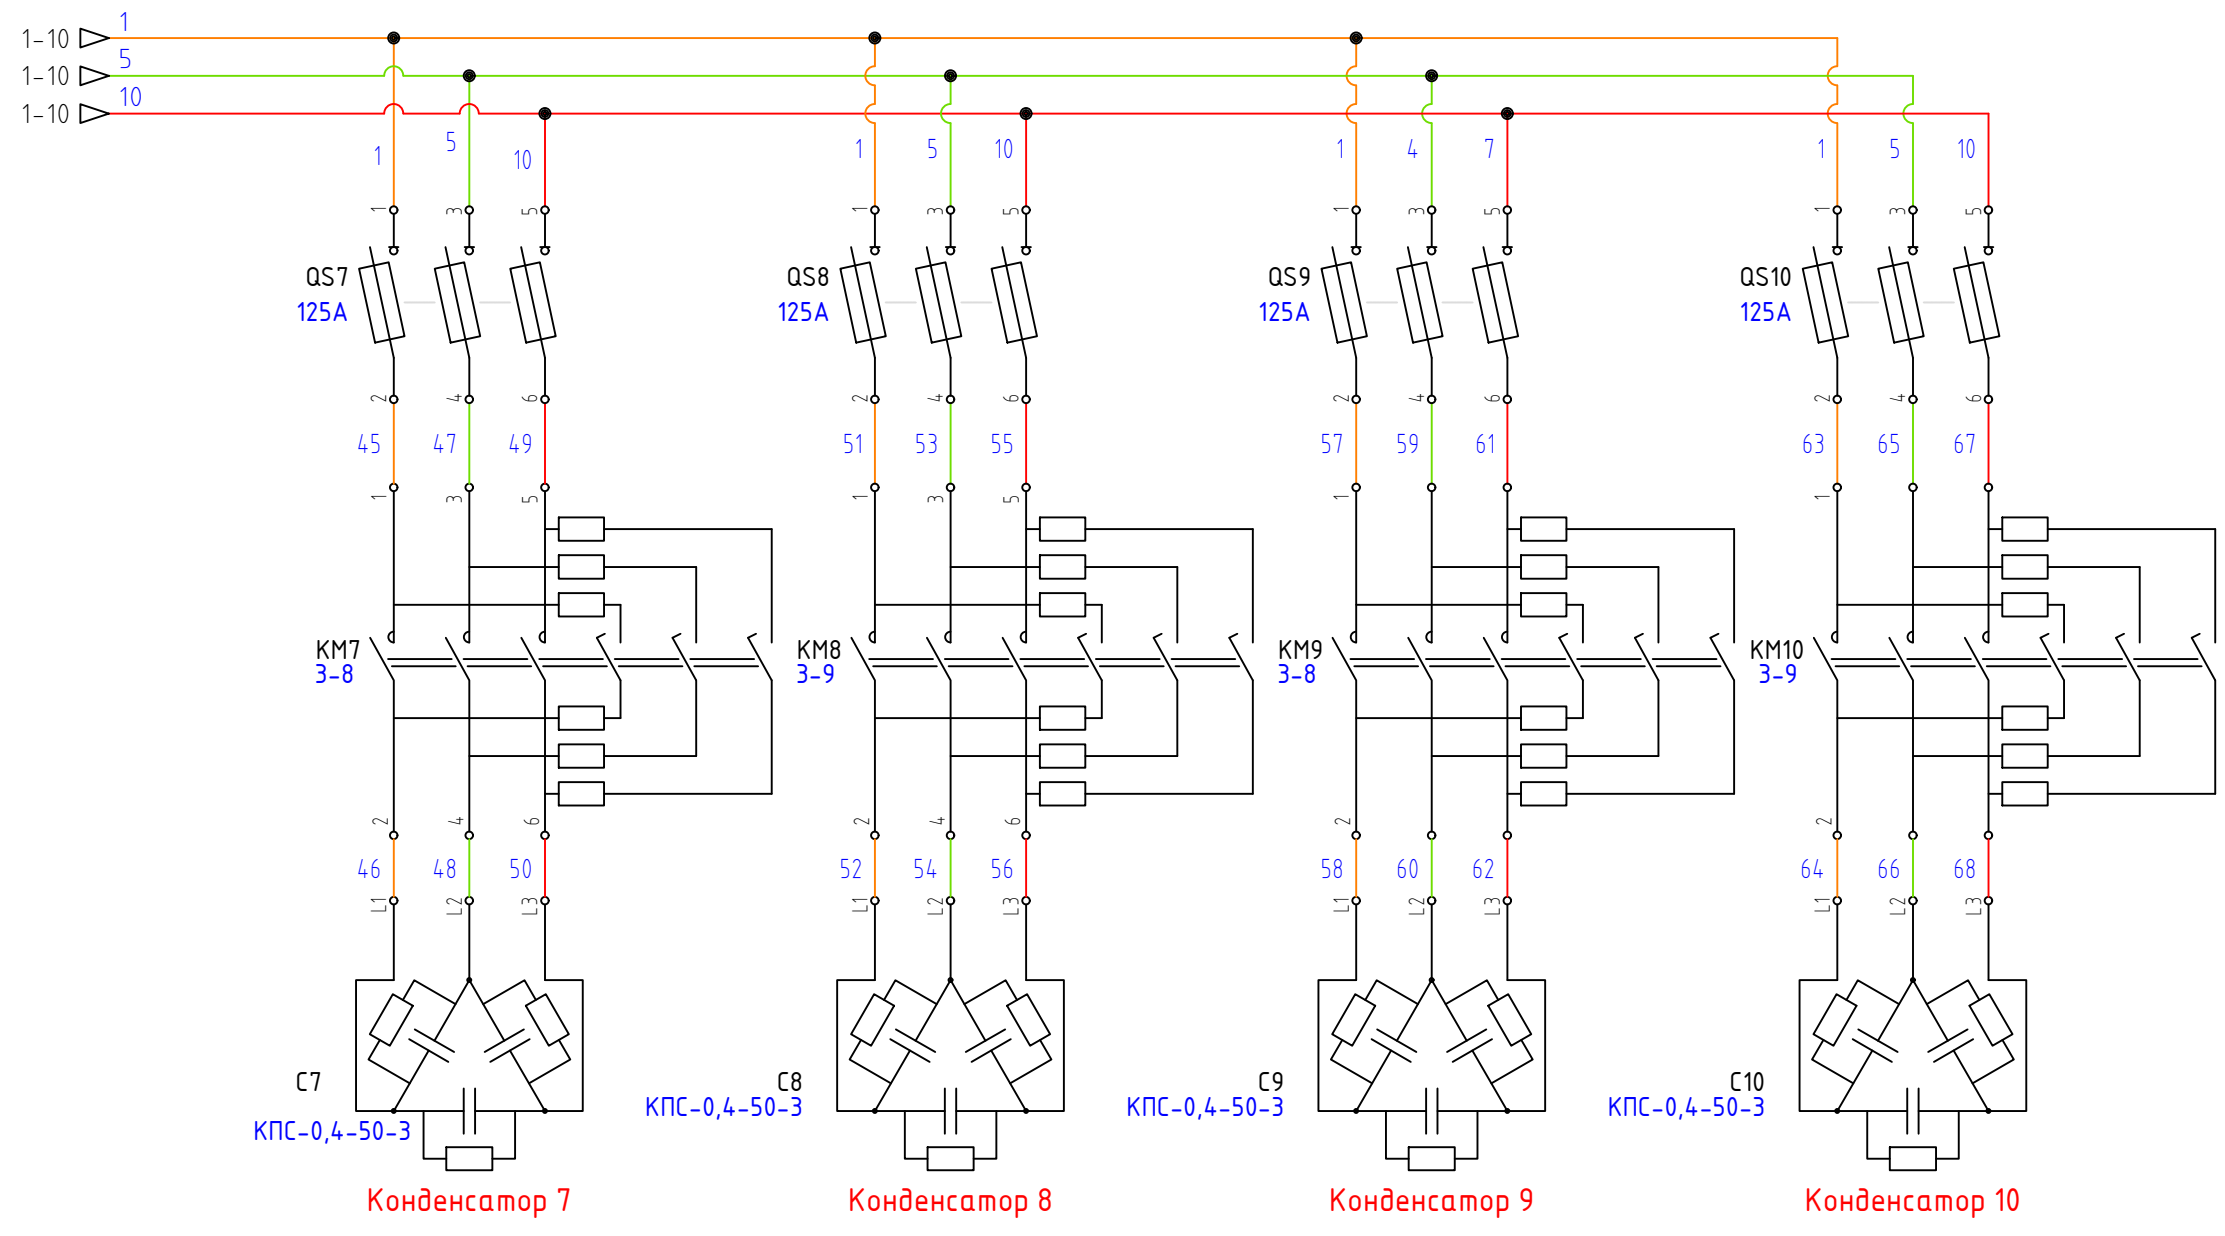 1
1-10
5
1-10
10
1-10
1 5 10 1 5 10 1 4 7 1 5 10
1 3 5 1 3 5 1 3 5 1 3 5
QS7 QS8 QS9 QS10
125A 125A 125A 125A
2 4 6 2 4 6 2 4 6 2 4 6
45 47 49 51 53 55 57 59 61 63 65 67
1 3 5 1 3 5 1 1
KM7 KM8 KM9 KM10
3-8 3-9 3-8 3-9
2 4 6 2 4 6 2 2
46 48 50 52 54 56 58 60 62 64 66 68
L1 L2 L3 L1 L2 L3 L1 L2 L3 L1 L2 L3
C7 C8 C9 C10
КПС-0,4-50-3 КПС-0,4-50-3 КПС-0,4-50-3 КПС-0,4-50-3
Конденсатор 7 Конденсатор 8 Конденсатор 9 Конденсатор 10